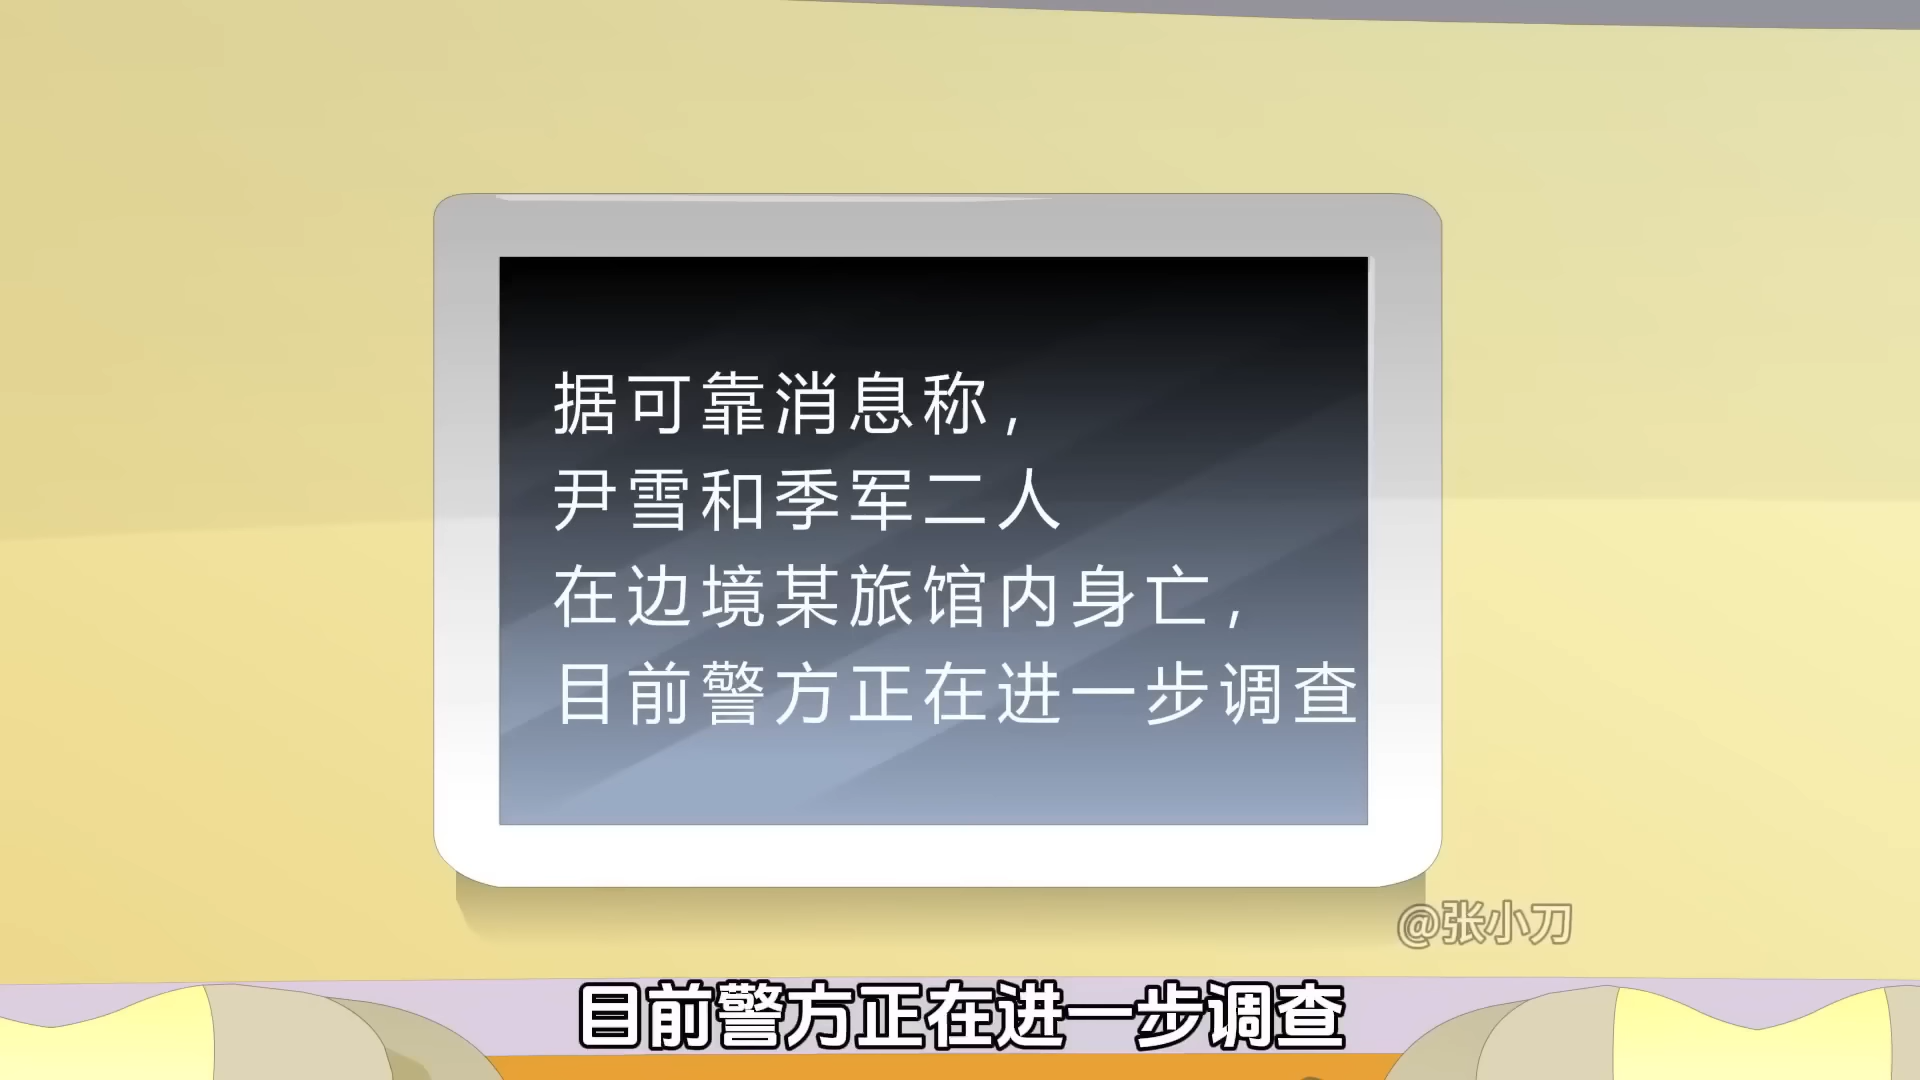 据可靠消息称，
尹雪和季军二人
在边境某旅馆内身亡，
目前警方正在进一步调查
@张小刀
目前警方正在进一步调查